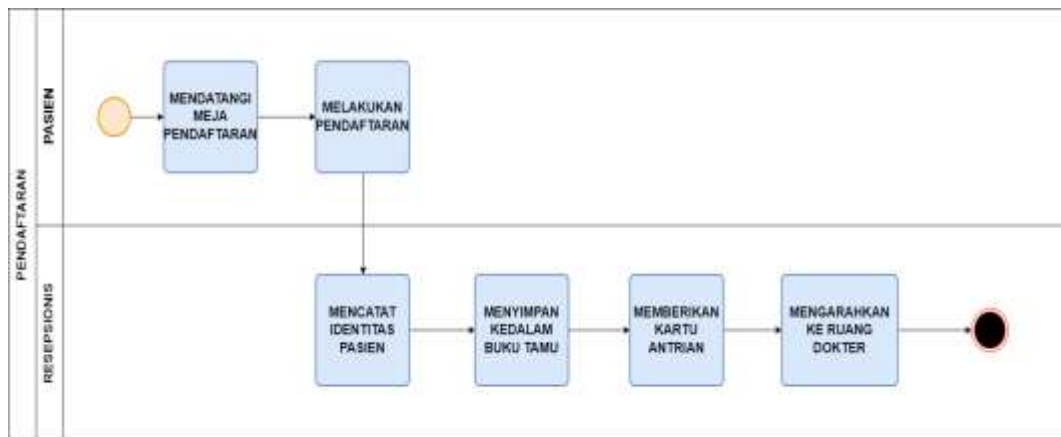 PENDAFTARAN
PASIEN
MENDATANGI
MEJA
PENDAFTARAN
MELAKUKAN
PENDAFTARAN
RESEPSIONIS
MENCATAT
IDENTITAS
PASIEN
MENYIMPAN
KEDALAM
BUKU TAMU
MEMBERIKAN
KARTU
ANTRIAN
MENGARAHKAN
KE RUANG
DOKTER